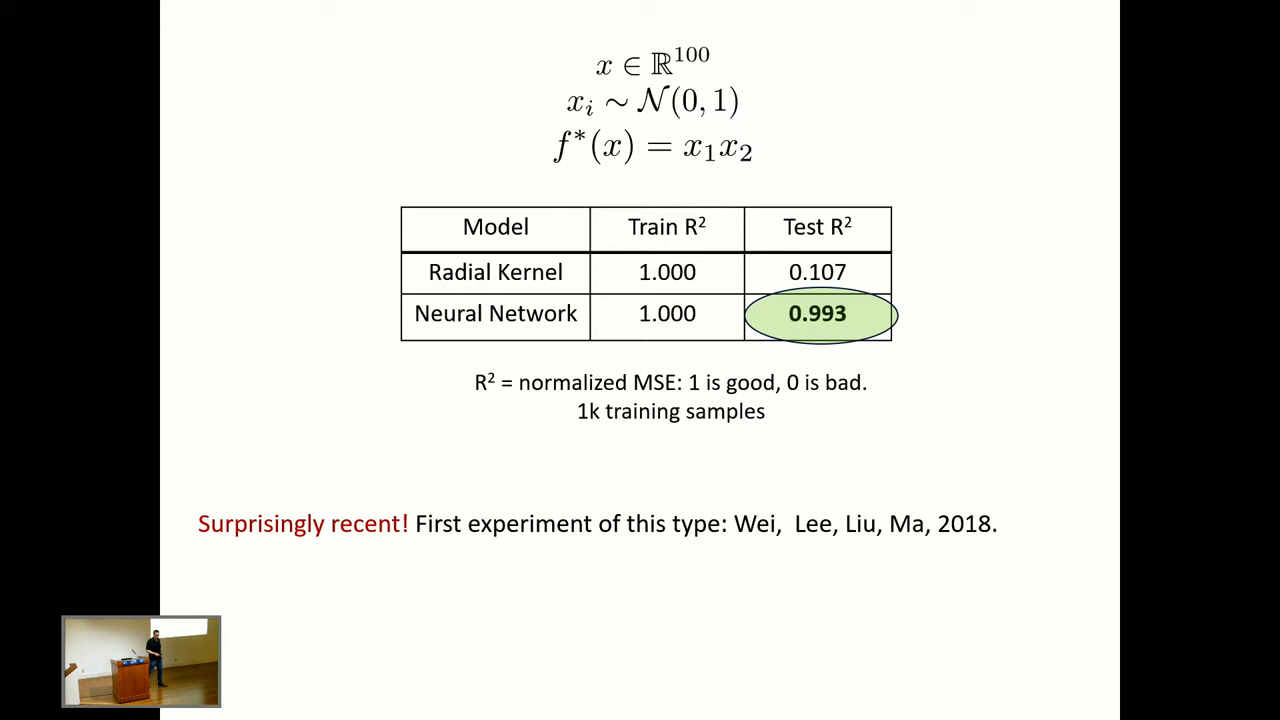 x ∈ ℝ¹⁰⁰
xᵢ ∼ 𝒩(0, 1)
f*(x) = x₁x₂
Model Train R² Test R²
Radial Kernel 1.000 0.107
Neural Network 1.000 0.993
R² = normalized MSE: 1 is good, 0 is bad.
1k training samples
Surprisingly recent! First experiment of this type: Wei, Lee, Liu, Ma, 2018.